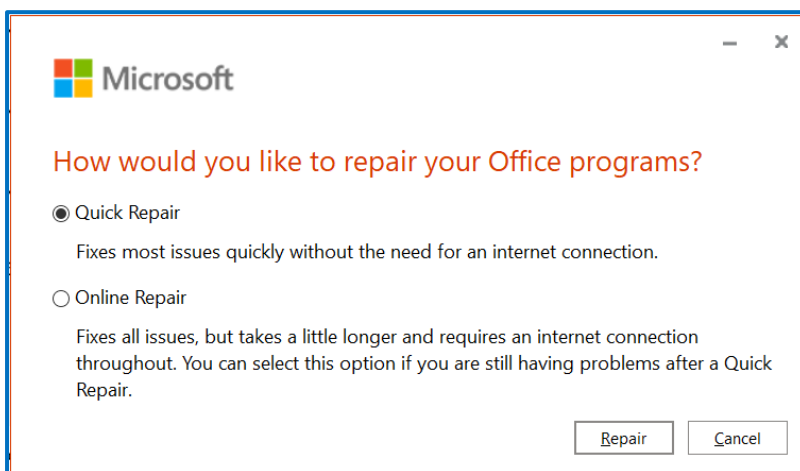 Microsoft
How would you like to repair your Office programs?
Quick Repair
Fixes most issues quickly without the need for an internet connection.
Online Repair
Fixes all issues, but takes a little longer and requires an internet connection
throughout. You can select this option if you are still having problems after a Quick
Repair.
Repair Cancel